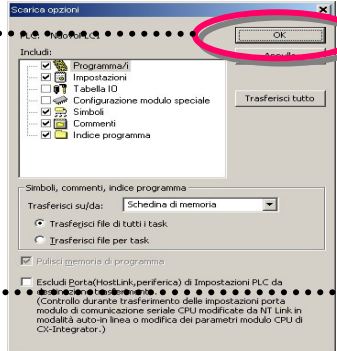 Scarica opzioni
PLC: NuovoPLC1
OK
Includi:
Annulla
Programma/i
Impostazioni
Tabella IO
Configurazione modulo speciale
Simboli
Commenti
Indice programma
Trasferisci tutto
Simboli, commenti, indice programma
Trasferisci su/da: Scheda di memoria
Trasferisci file di tutti i task
Trasferisci file per task
Pulisci memoria di programma
Escludi Porta(HostLink,periferica) di Impostazioni PLC da
destinazione trasferimento.
(Controllo durante trasferimento delle impostazioni porta
modulo di comunicazione seriale CPU modificate da NT Link in
modalità auto-in linea o modifica dei parametri modulo CPU di
CX-Integrator.)